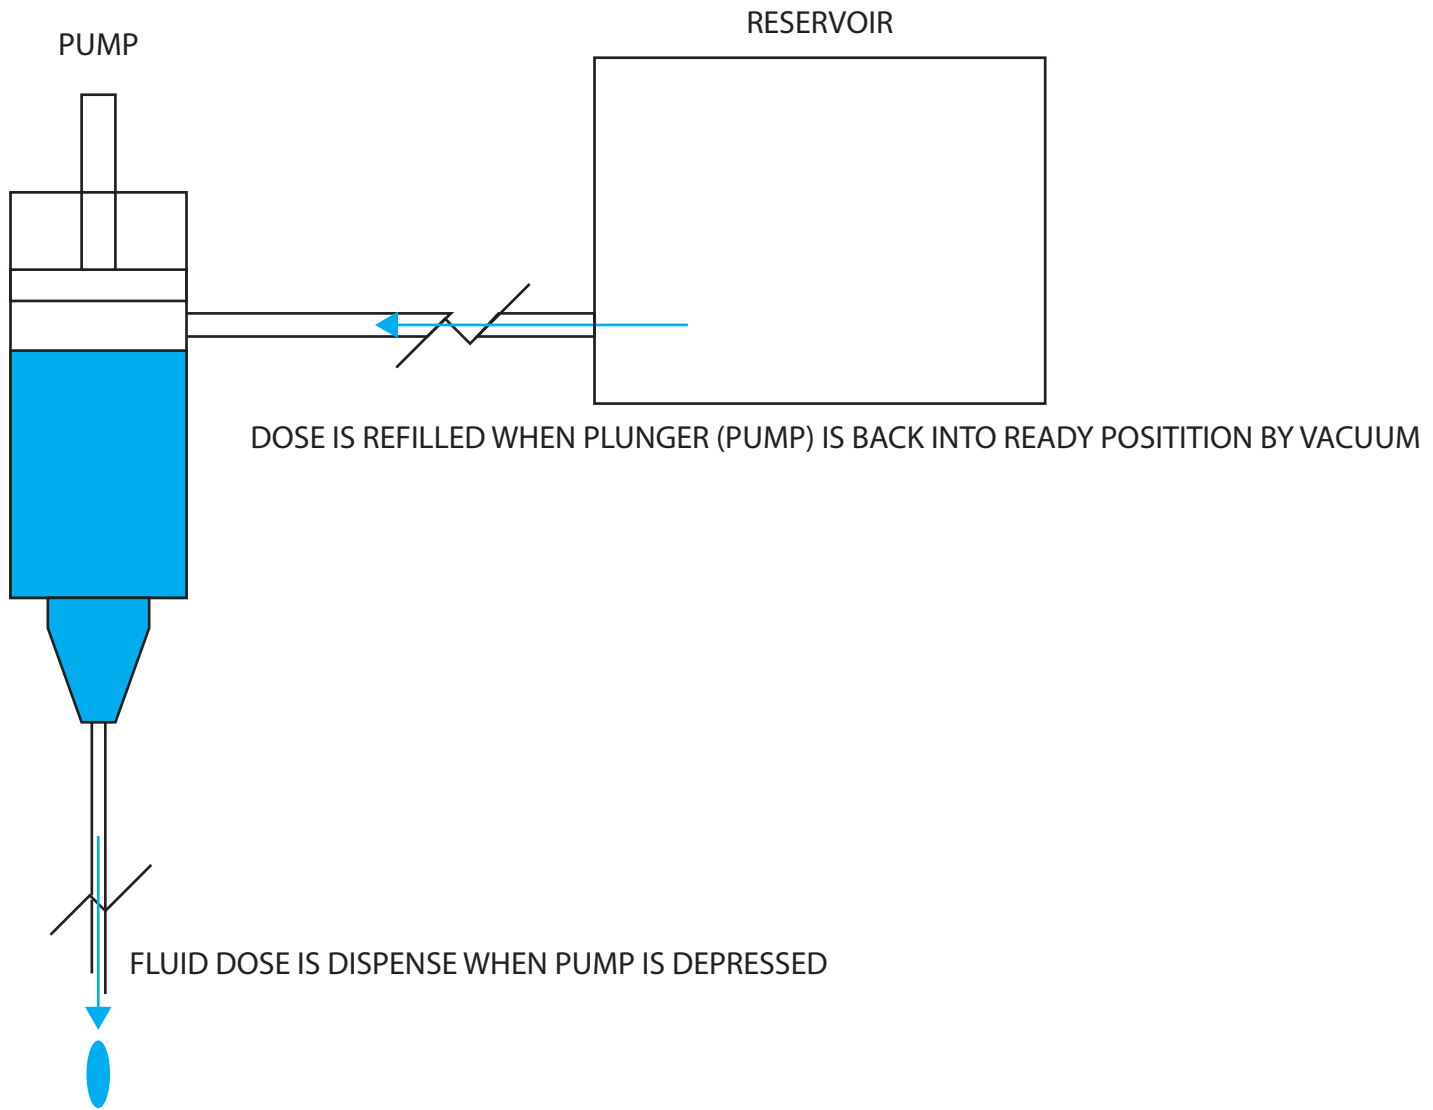 PUMP
RESERVOIR
DOSE IS REFILLED WHEN PLUNGER (PUMP) IS BACK INTO READY POSITITION BY VACUUM
FLUID DOSE IS DISPENSE WHEN PUMP IS DEPRESSED